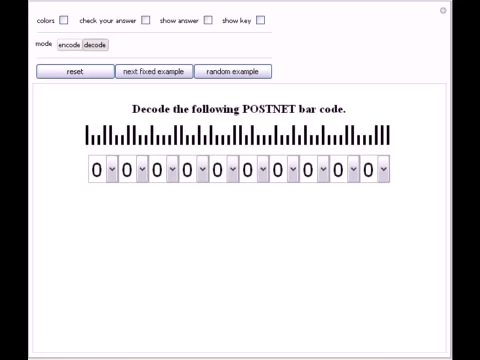 colors check your answer show answer show key
mode encode decode
reset next fixed example random example
Decode the following POSTNET bar code.
0 0 0 0 0 0 0 0 0 0